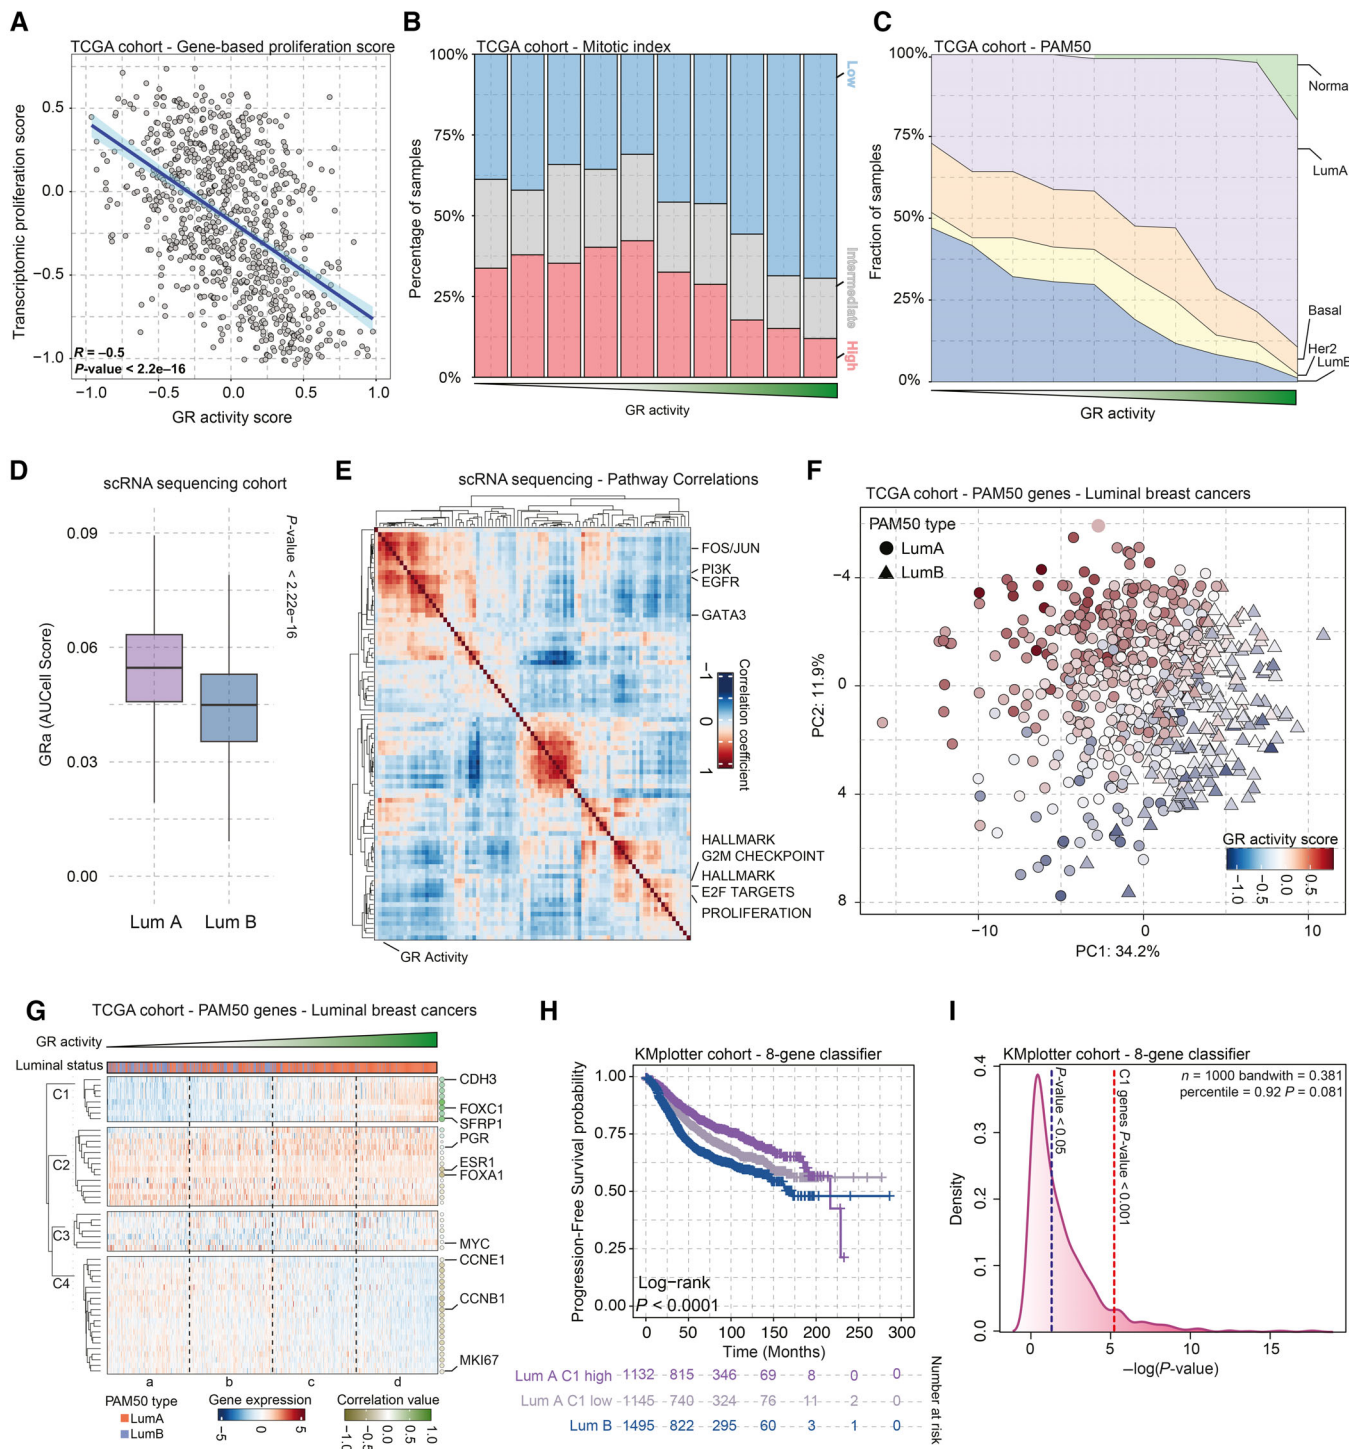 A
TCGA cohort - Gene-based proliferation score
Transcriptomic proliferation score
0.5
0.0
−0.5
−1.0
R = −0.5
P-value < 2.2e−16
−1.0 −0.5 0.0 0.5 1.0
GR activity score
B
TCGA cohort - Mitotic index
Percentage of samples
100%
75%
50%
25%
0%
Low
Intermediate
High
GR activity
C
TCGA cohort - PAM50
Fraction of samples
100%
75%
50%
25%
0%
Norma
LumA
Basal
Her2
LumB
GR activity
D
scRNA sequencing cohort
GRa (AUCell Score)
0.09
0.06
0.03
0.00
P-value < 2.22e−16
Lum A Lum B
E
scRNA sequencing - Pathway Correlations
FOS/JUN
PI3K
EGFR
GATA3
−1 0 1
Correlation coefficient
HALLMARK
G2M CHECKPOINT
HALLMARK
E2F TARGETS
PROLIFERATION
GR Activity
F
TCGA cohort - PAM50 genes - Luminal breast cancers
PAM50 type
LumA
LumB
PC2: 11.9%
−4
0
4
8
GR activity score
−1.0 −0.5 0.0 0.5
−10 0 10
PC1: 34.2%
G
TCGA cohort - PAM50 genes - Luminal breast cancers
GR activity
Luminal status
C1
C2
C3
C4
CDH3
FOXC1
SFRP1
PGR
ESR1
FOXA1
MYC
CCNE1
CCNB1
MKI67
a b c d
PAM50 type
LumA
LumB
Gene expression
−5 0 5
Correlation value
−1.0 −0.5 0.0 0.5 1.0
H
KMplotter cohort - 8-gene classifier
Progression-Free Survival probability
1.00
0.75
0.50
0.25
0.00
Log−rank
P < 0.0001
0 50 100 150 200 250 300
Time (Months)
Lum A C1 high 1132 815 346 69 8 0 0
Lum A C1 low 1145 740 324 76 11 2 0
Lum B 1495 822 295 60 3 1 0
Number at risk
I
KMplotter cohort - 8-gene classifier
n = 1000 bandwith = 0.381
percentile = 0.92 P = 0.081
P-value < 0.05
C1 genes P-value < 0.001
Density
0.4
0.3
0.2
0.1
0.0
0 5 10 15
−log(P-value)